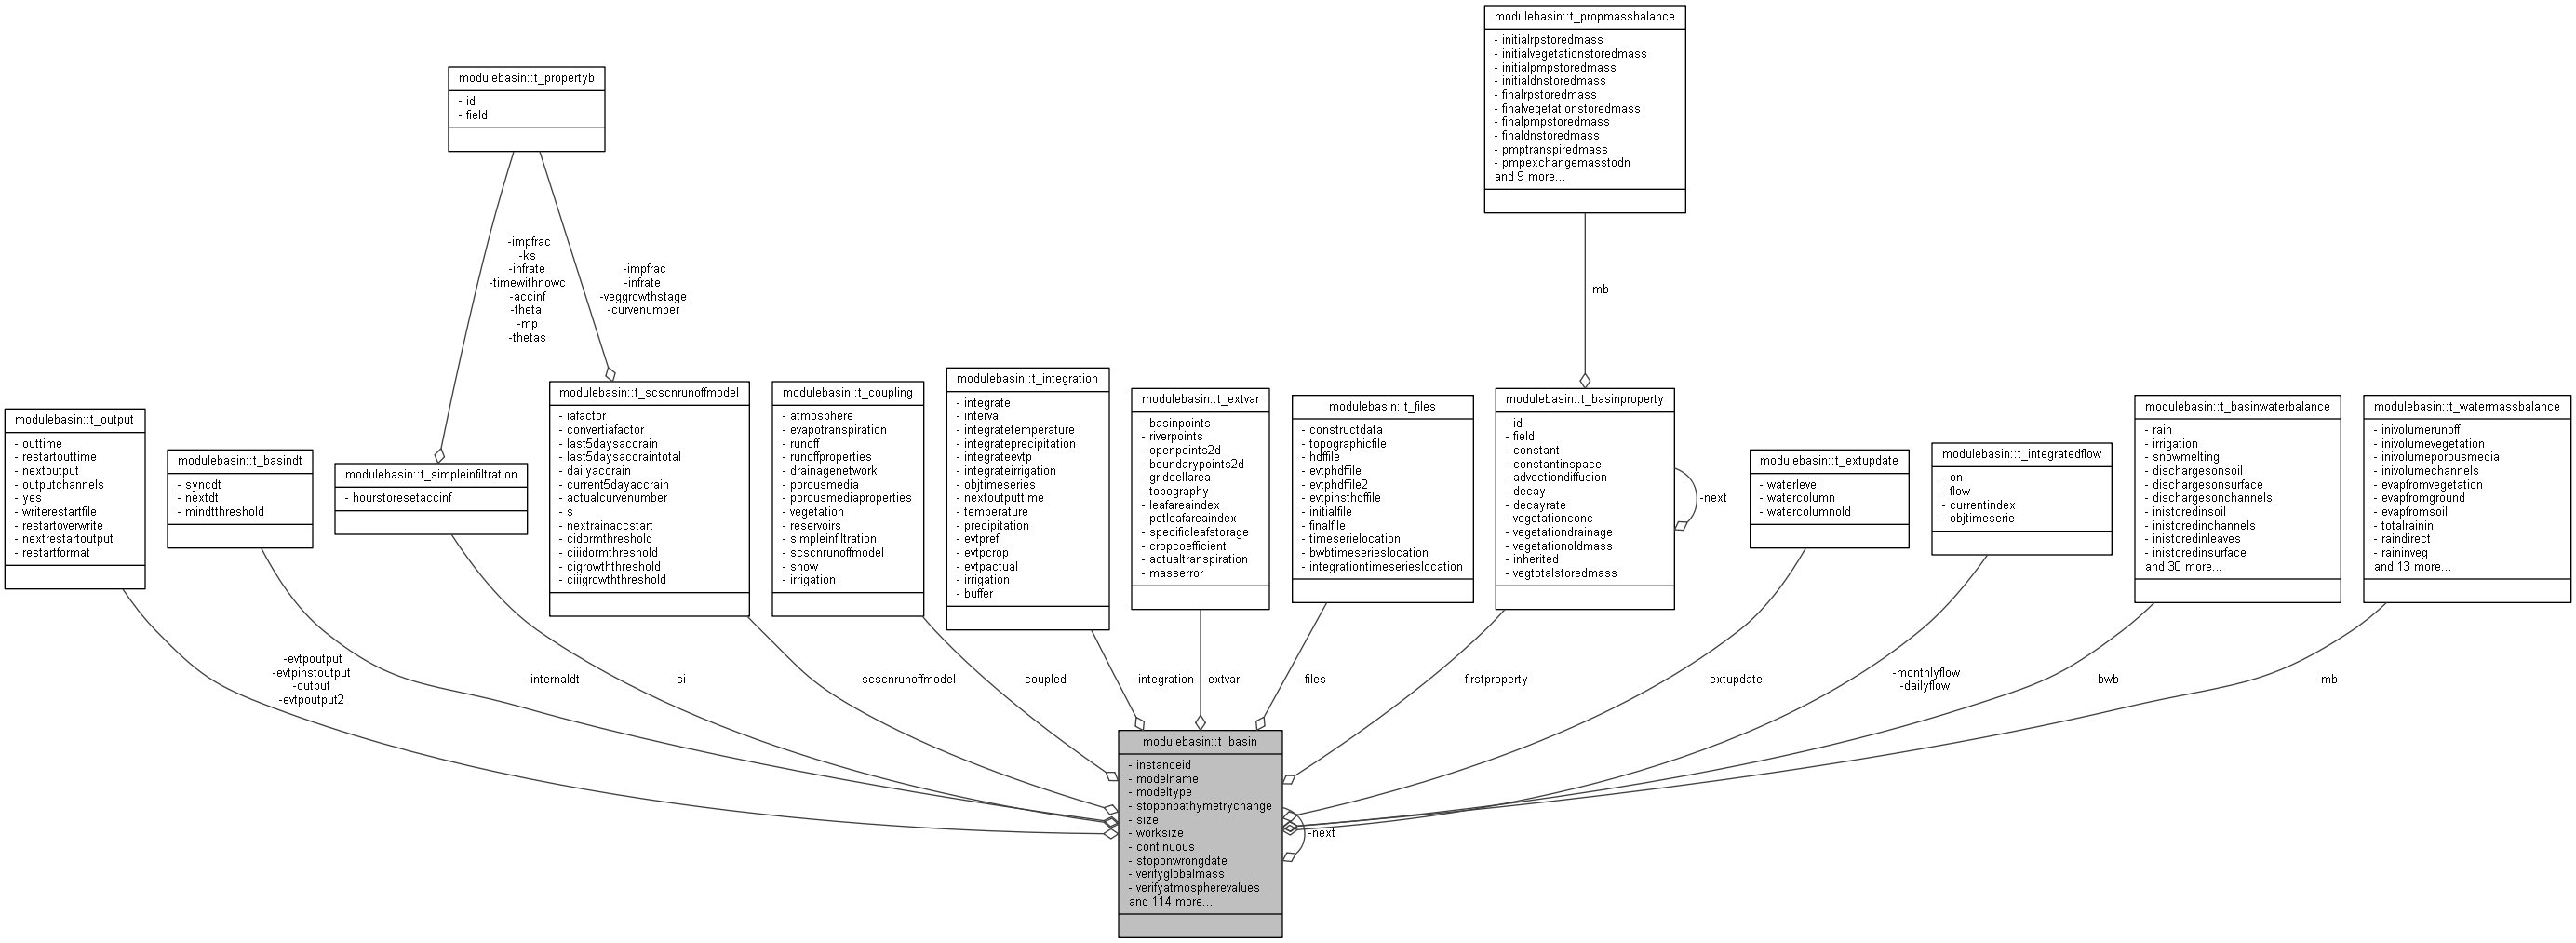 modulebasin::t_propmassbalance
- initialrpstoredmass
- initialvegetationstoredmass
- initialpmpstoredmass
- initialdnstoredmass
- finalrpstoredmass
- finalvegetationstoredmass
- finalpmpstoredmass
- finaldnstoredmass
- pmptranspiredmass
- pmpexchangemasstodn
and 9 more...
modulebasin::t_propertyb
- id
- field
-impfrac
-ks
-infrate
-timewithnowc
-accinf
-thetai
-mp
-thetas
-impfrac
-infrate
-veggrowthstage
-curvenumber
-mb
modulebasin::t_output
- outtime
- restartouttime
- nextoutput
- outputchannels
- yes
- writerestartfile
- restartoverwrite
- nextrestartoutput
- restartformat
modulebasin::t_basindt
- syncdt
- nextdt
- mindtthreshold
modulebasin::t_simpleinfiltration
- hourstoresetaccinf
modulebasin::t_scscnrunoffmodel
- iafactor
- convertiafactor
- last5daysaccrain
- last5daysaccraintotal
- dailyaccrain
- current5dayaccrain
- actualcurvenumber
- s
- nextrainaccstart
- cidormthreshold
- ciiidormthreshold
- cigrowththreshold
- ciiigrowththreshold
modulebasin::t_coupling
- atmosphere
- evapotranspiration
- runoff
- runoffproperties
- drainagenetwork
- porousmedia
- porousmediaproperties
- vegetation
- reservoirs
- simpleinfiltration
- scscnrunoffmodel
- snow
- irrigation
modulebasin::t_integration
- integrate
- interval
- integratetemperature
- integrateprecipitation
- integrateevtp
- integrateirrigation
- objtimeseries
- nextoutputtime
- temperature
- precipitation
- evtpref
- evtpcrop
- evtpactual
- irrigation
- buffer
modulebasin::t_extvar
- basinpoints
- riverpoints
- openpoints2d
- boundarypoints2d
- gridcellarea
- topography
- leafareaindex
- potleafareaindex
- specificleafstorage
- cropcoefficient
- actualtranspiration
- masserror
modulebasin::t_files
- constructdata
- topographicfile
- hdffile
- evtphdffile
- evtphdffile2
- evtpinsthdffile
- initialfile
- finalfile
- timeserielocation
- bwbtimeserieslocation
- integrationtimeserieslocation
modulebasin::t_basinproperty
- id
- field
- constant
- constantinspace
- advectiondiffusion
- decay
- decayrate
- vegetationconc
- vegetationdrainage
- vegetationoldmass
- inherited
- vegtotalstoredmass
-next
modulebasin::t_extupdate
- waterlevel
- watercolumn
- watercolumnold
modulebasin::t_integratedflow
- on
- flow
- currentindex
- objtimeserie
modulebasin::t_basinwaterbalance
- rain
- irrigation
- snowmelting
- dischargesonsoil
- dischargesonsurface
- dischargesonchannels
- inistoredinsoil
- inistoredinchannels
- inistoredinleaves
- inistoredinsurface
and 30 more...
modulebasin::t_watermassbalance
- inivolumerunoff
- inivolumevegetation
- inivolumeporousmedia
- inivolumechannels
- evapfromvegetation
- evapfromground
- evapfromsoil
- totalrainin
- raindirect
- raininveg
and 13 more...
-evtpoutput
-evtpinstoutput
-output
-evtpoutput2
-internaldt
-si
-scscnrunoffmodel
-coupled
-integration
-extvar
-files
-firstproperty
-extupdate
-monthlyflow
-dailyflow
-bwb
-mb
modulebasin::t_basin
- instanceid
- modelname
- modeltype
- stoponbathymetrychange
- size
- worksize
- continuous
- stoponwrongdate
- verifyglobalmass
- verifyatmospherevalues
and 114 more...
-next